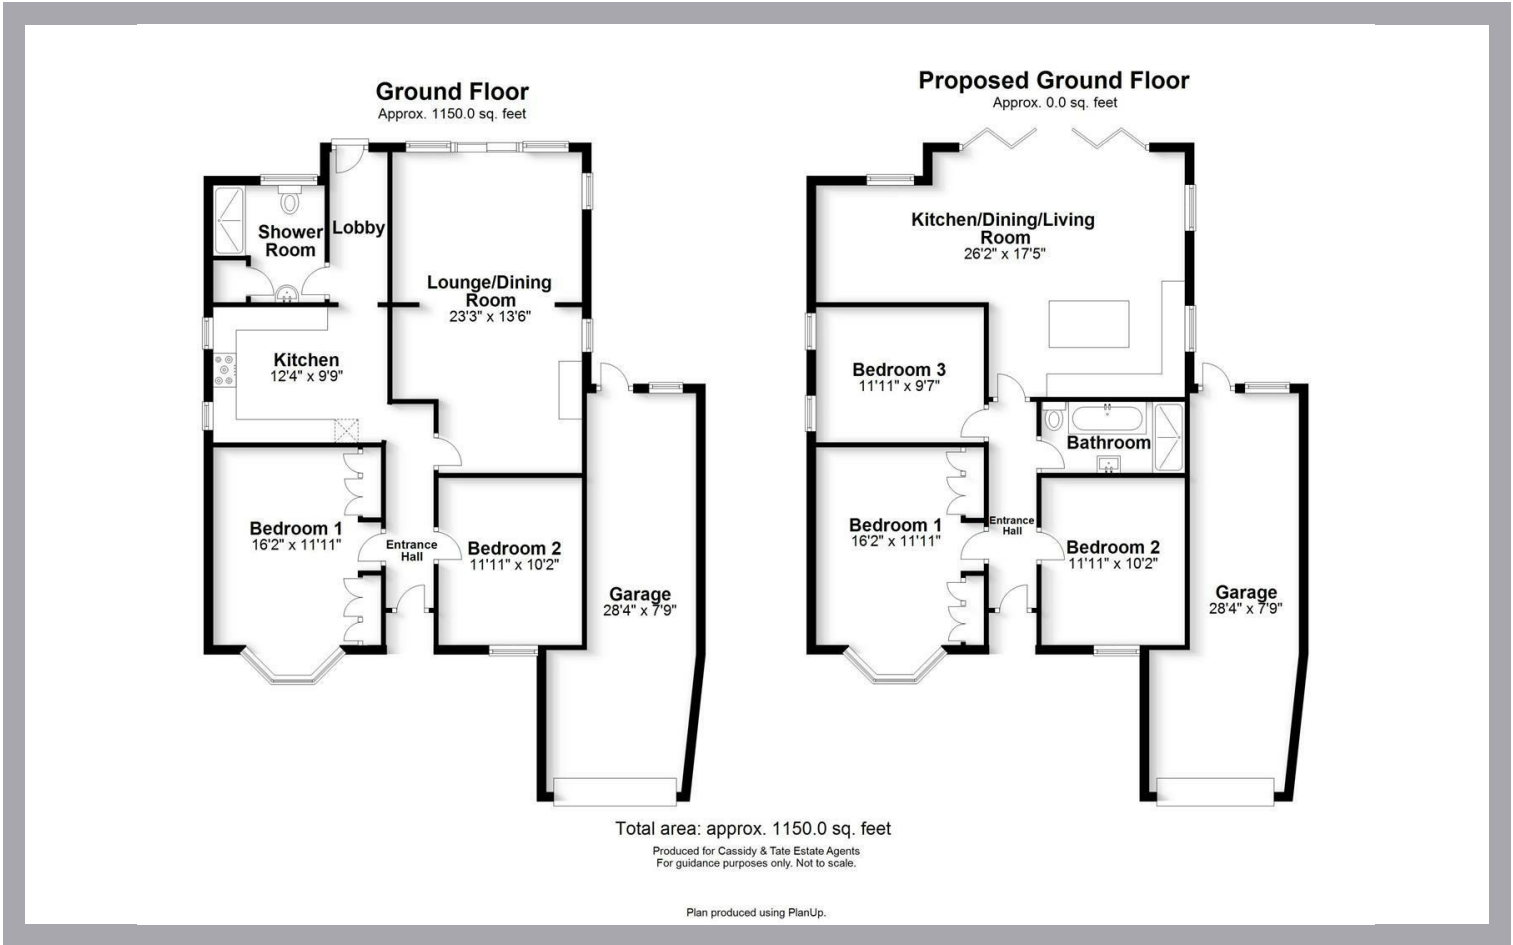 Ground Floor
Approx. 1150.0 sq. feet
Shower
Room
Lobby
Lounge/Dining
Room
23'3" x 13'6"
Kitchen
12'4" x 9'9"
Bedroom 1
16'2" x 11'11"
Entrance
Hall
Bedroom 2
11'11" x 10'2"
Garage
28'4" x 7'9"
Proposed Ground Floor
Approx. 0.0 sq. feet
Kitchen/Dining/Living
Room
26'2" x 17'5"
Bedroom 3
11'11" x 9'7"
Bathroom
Bedroom 1
16'2" x 11'11"
Entrance
Hall
Bedroom 2
11'11" x 10'2"
Garage
28'4" x 7'9"
Total area: approx. 1150.0 sq. feet
Produced for Cassidy & Tate Estate Agents
For guidance purposes only. Not to scale.
Plan produced using PlanUp.